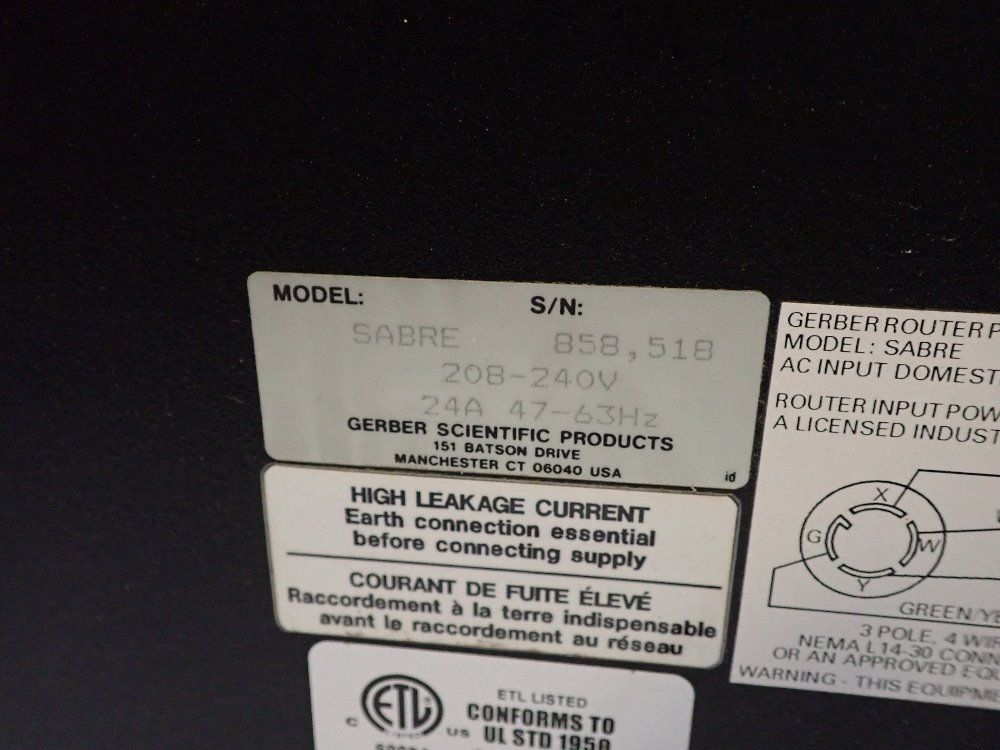 MODEL: S/N:
SABRE 858,518
208-240V
24A 47-63Hz
GERBER SCIENTIFIC PRODUCTS
151 BATSON DRIVE
MANCHESTER CT 06040 USA
id
HIGH LEAKAGE CURRENT
Earth connection essential
before connecting supply
COURANT DE FUITE ÉLEVÉ
Raccordement à la terre indispensable
avant le raccordement au réseau
ETL
c us
ETL LISTED
CONFORMS TO
UL STD 1950
GERBER ROUTER
MODEL: SABRE
AC INPUT
ROUTER INPUT
A LICENSED
X
G
W
Y
3 POLE, 4
NEMA L14-30
OR AN APPROVED
WARNING - THIS